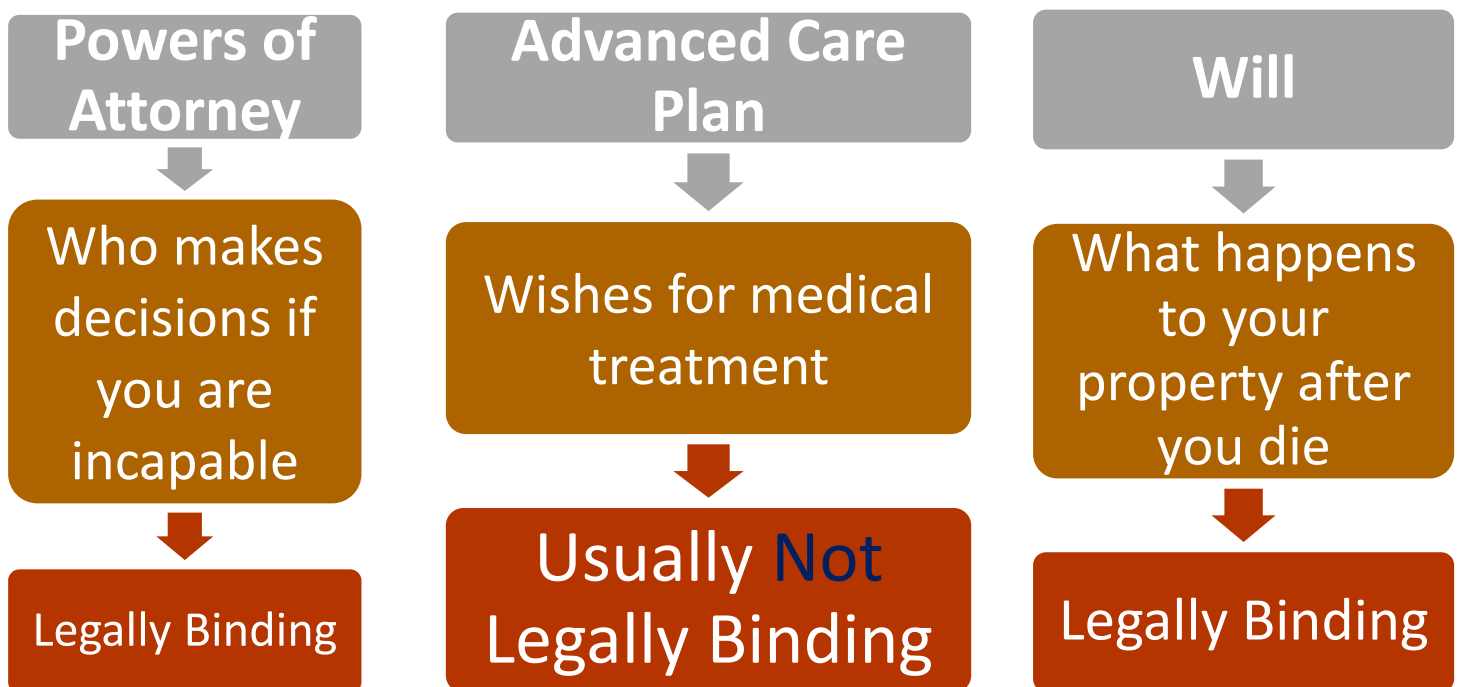 Powers of
Attorney
Who makes
decisions if
you are
incapable
Legally Binding
Advanced Care
Plan
Wishes for medical
treatment
Usually Not
Legally Binding
Will
What happens
to your
property after
you die
Legally Binding